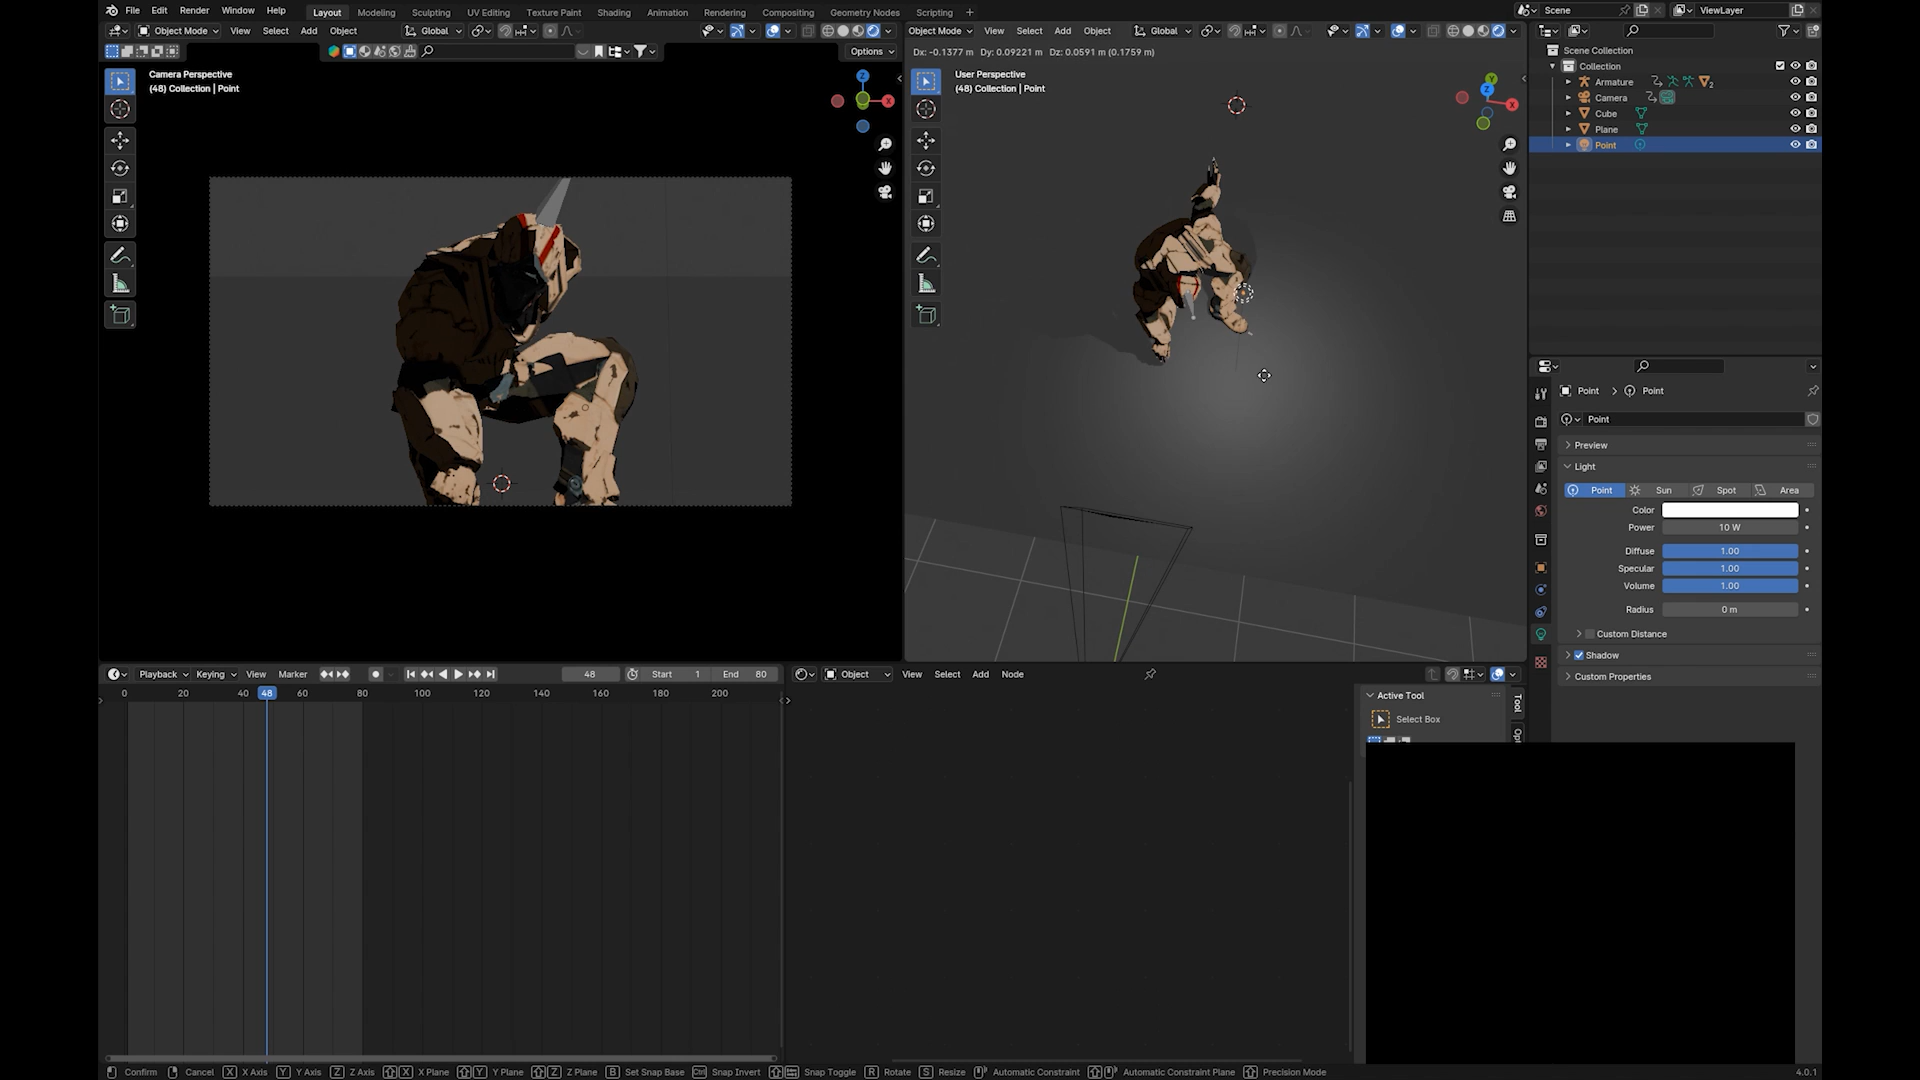 File Edit Render Window Help Layout Modeling Sculpting UV Editing Texture Paint Shading Animation Rendering Compositing Geometry Nodes Scripting + Scene ViewLayer
Object Mode View Select Add Object Global
Object Mode View Select Add Object Global
Options
Dx: -0.1377 m Dy: 0.09221 m Dz: 0.0591 m (0.1759 m)
Camera Perspective
(48) Collection | Point
User Perspective
(48) Collection | Point
Z
X
Y
Z
X
Scene Collection
Collection
Armature 2
Camera
Cube
Plane
Point
Point > Point
Point
Preview
Light
Point Sun Spot Area
Color
Power 10 W
Diffuse 1.00
Specular 1.00
Volume 1.00
Radius 0 m
Custom Distance
Shadow
Custom Properties
Playback Keying View Marker 48 Start 1 End 80
0 20 40 48 60 80 100 120 140 160 180 200
Object View Select Add Node
Active Tool
Select Box
Tool
Confirm Cancel X X Axis Y Y Axis Z Z Axis X X Plane Y Y Plane Z Z Plane B Set Snap Base Ctrl Snap Invert Snap Toggle R Rotate S Resize Automatic Constraint Automatic Constraint Plane Precision Mode 4.0.1